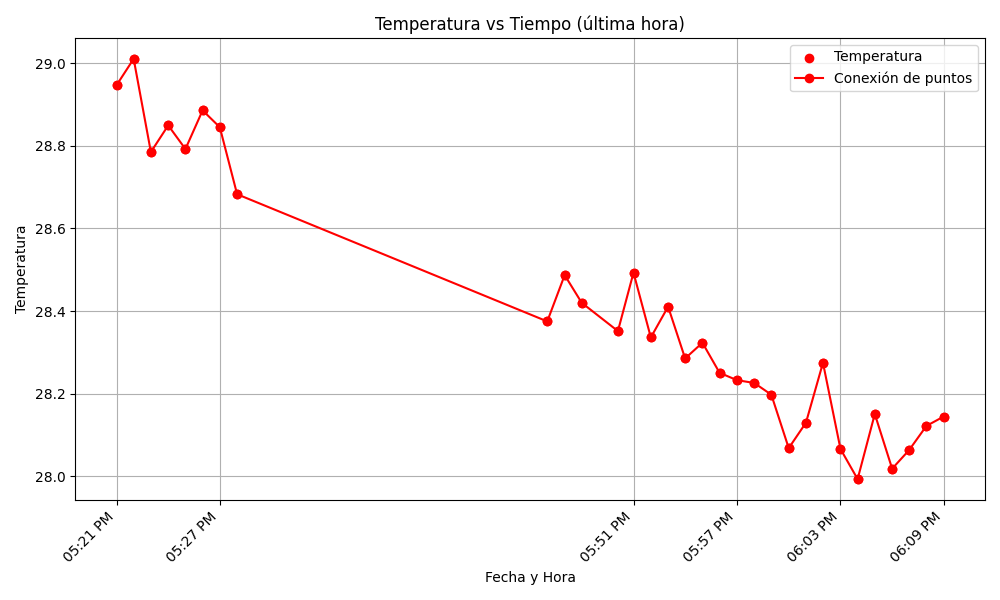 Temperatura vs Tiempo (última hora)
Temperatura
Conexión de puntos
Temperatura
29.0
28.8
28.6
28.4
28.2
28.0
05:21 PM
05:27 PM
05:51 PM
05:57 PM
06:03 PM
06:09 PM
Fecha y Hora